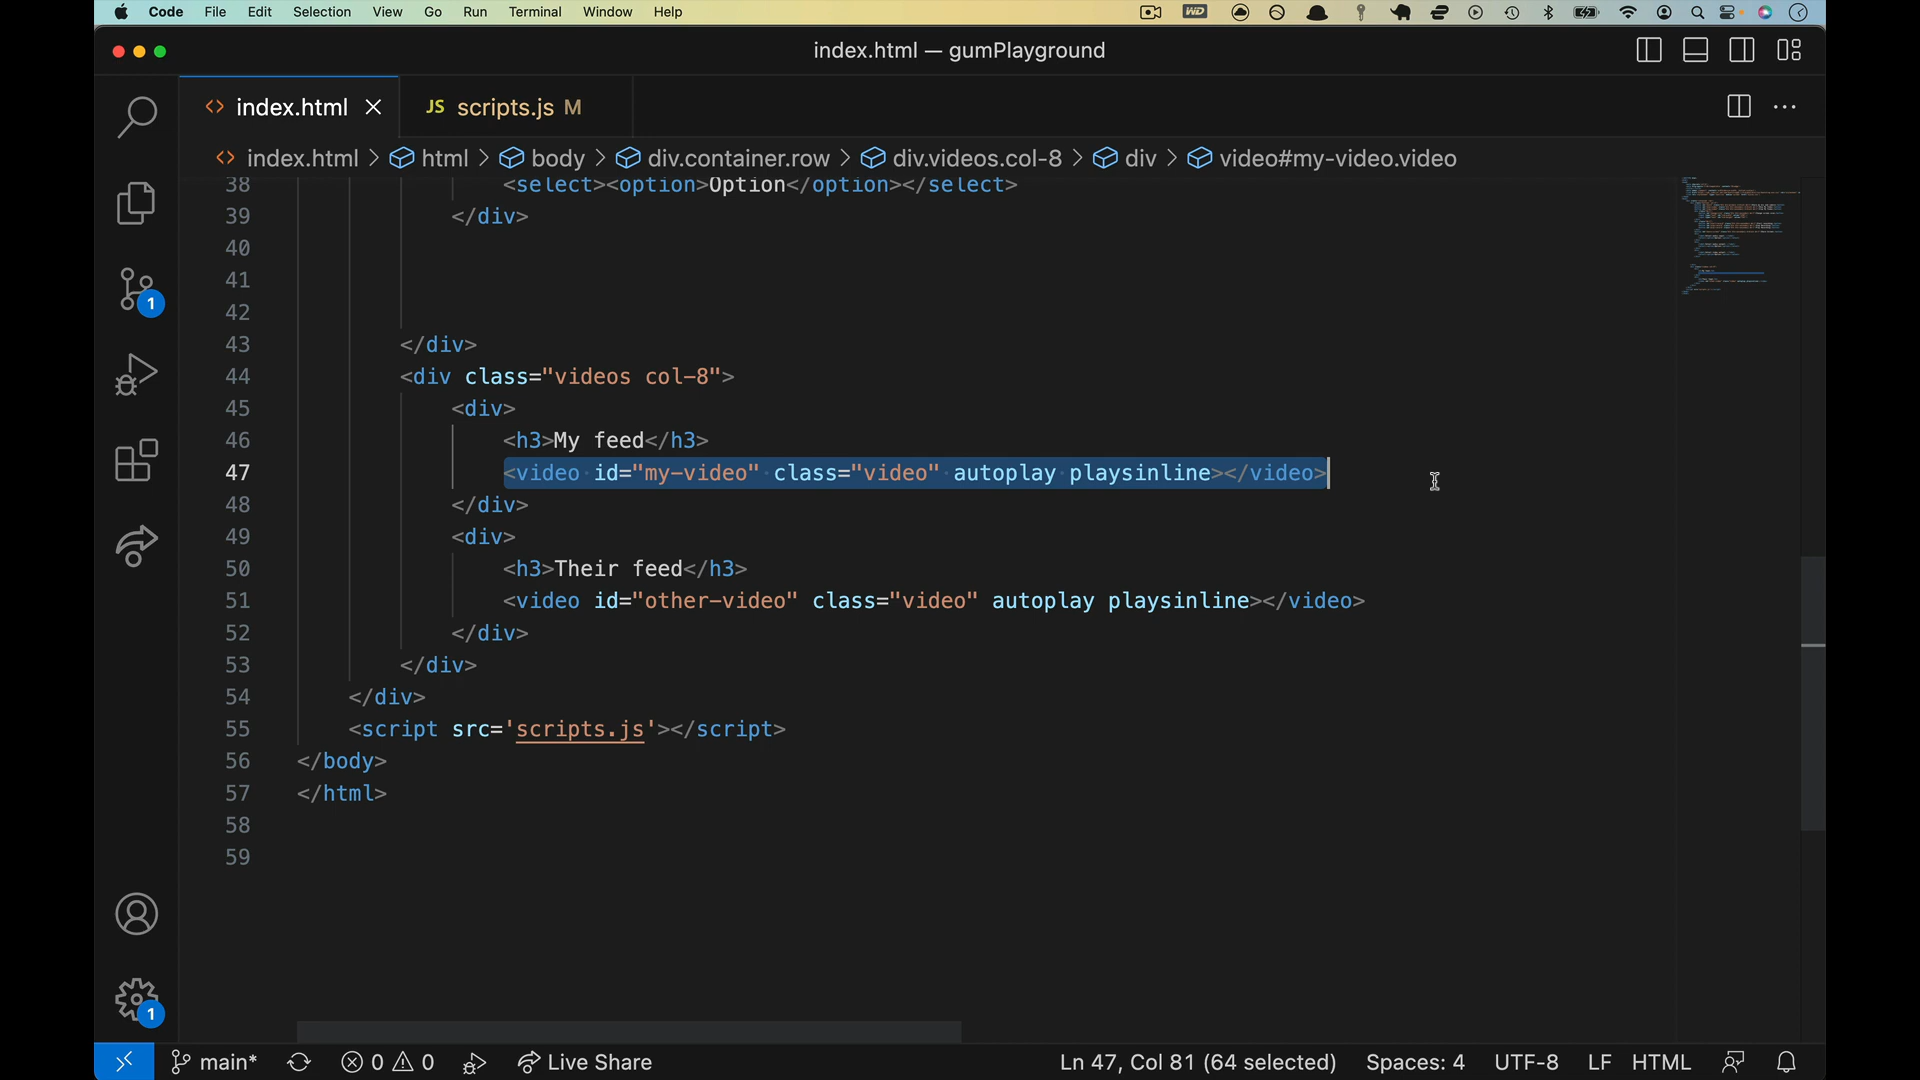 Code File Edit Selection View Go Run Terminal Window Help
WD
index.html — gumPlayground
<> index.html
JS scripts.js M
<> index.html > html > body > div.container.row > div.videos.col-8 > div > video#my-video.video
38 <select><option>Option</option></select>
39 </div>
40
41
42
43 </div>
44 <div class="videos col-8">
45 <div>
46 <h3>My feed</h3>
47 <video id="my-video" class="video" autoplay playsinline></video>
48 </div>
49 <div>
50 <h3>Their feed</h3>
51 <video id="other-video" class="video" autoplay playsinline></video>
52 </div>
53 </div>
54 </div>
55 <script src='scripts.js'></script>
56 </body>
57 </html>
58
59
1
1
main* 0 0 Live Share Ln 47, Col 81 (64 selected) Spaces: 4 UTF-8 LF HTML